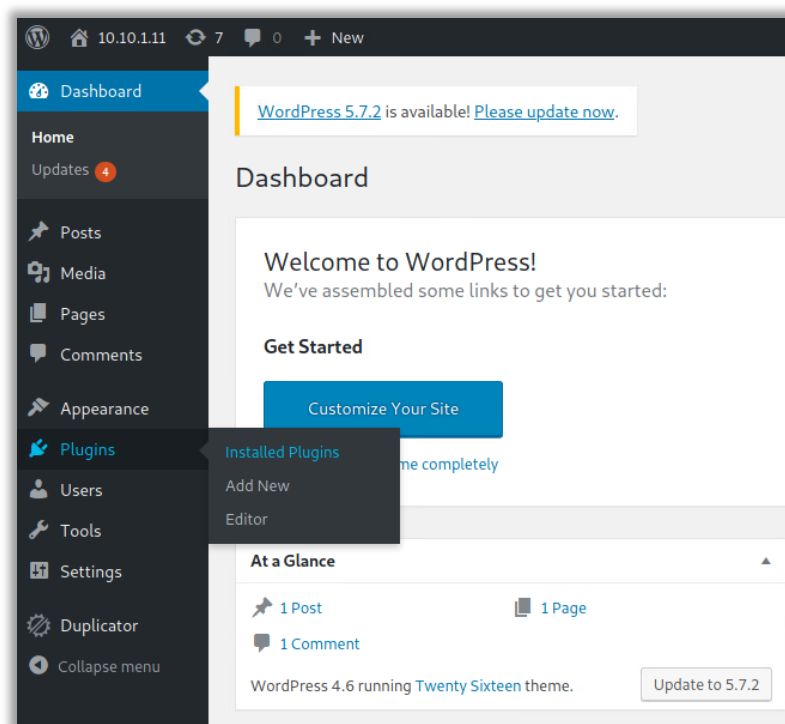 10.10.1.11 7 0 + New
Dashboard
Home
Updates 4
Posts
Media
Pages
Comments
Appearance
Plugins
Installed Plugins
Add New
Editor
Users
Tools
Settings
Duplicator
Collapse menu
WordPress 5.7.2 is available! Please update now.
Dashboard
Welcome to WordPress!
We've assembled some links to get you started:
Get Started
Customize Your Site
me completely
At a Glance
1 Post
1 Page
1 Comment
WordPress 4.6 running Twenty Sixteen theme.
Update to 5.7.2